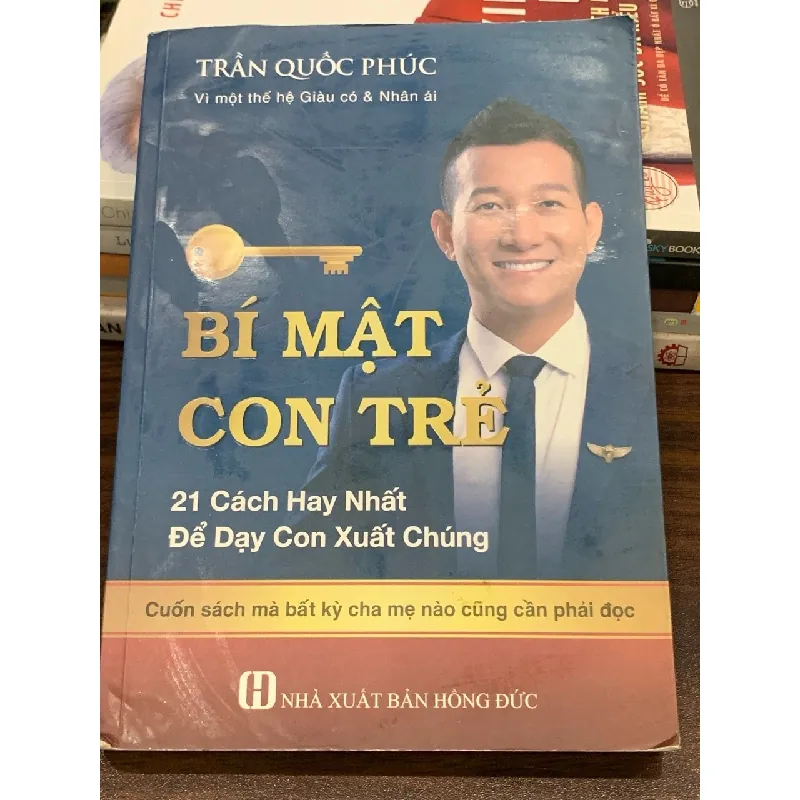 TRẦN QUỐC PHÚC
Vì một thế hệ Giàu có & Nhân ái
BÍ MẬT
CON TRẺ
21 Cách Hay Nhất
Để Dạy Con Xuất Chúng
Cuốn sách mà bất kỳ cha mẹ nào cũng cần phải đọc
NHÀ XUẤT BẢN HỒNG ĐỨC
SKYBOOK